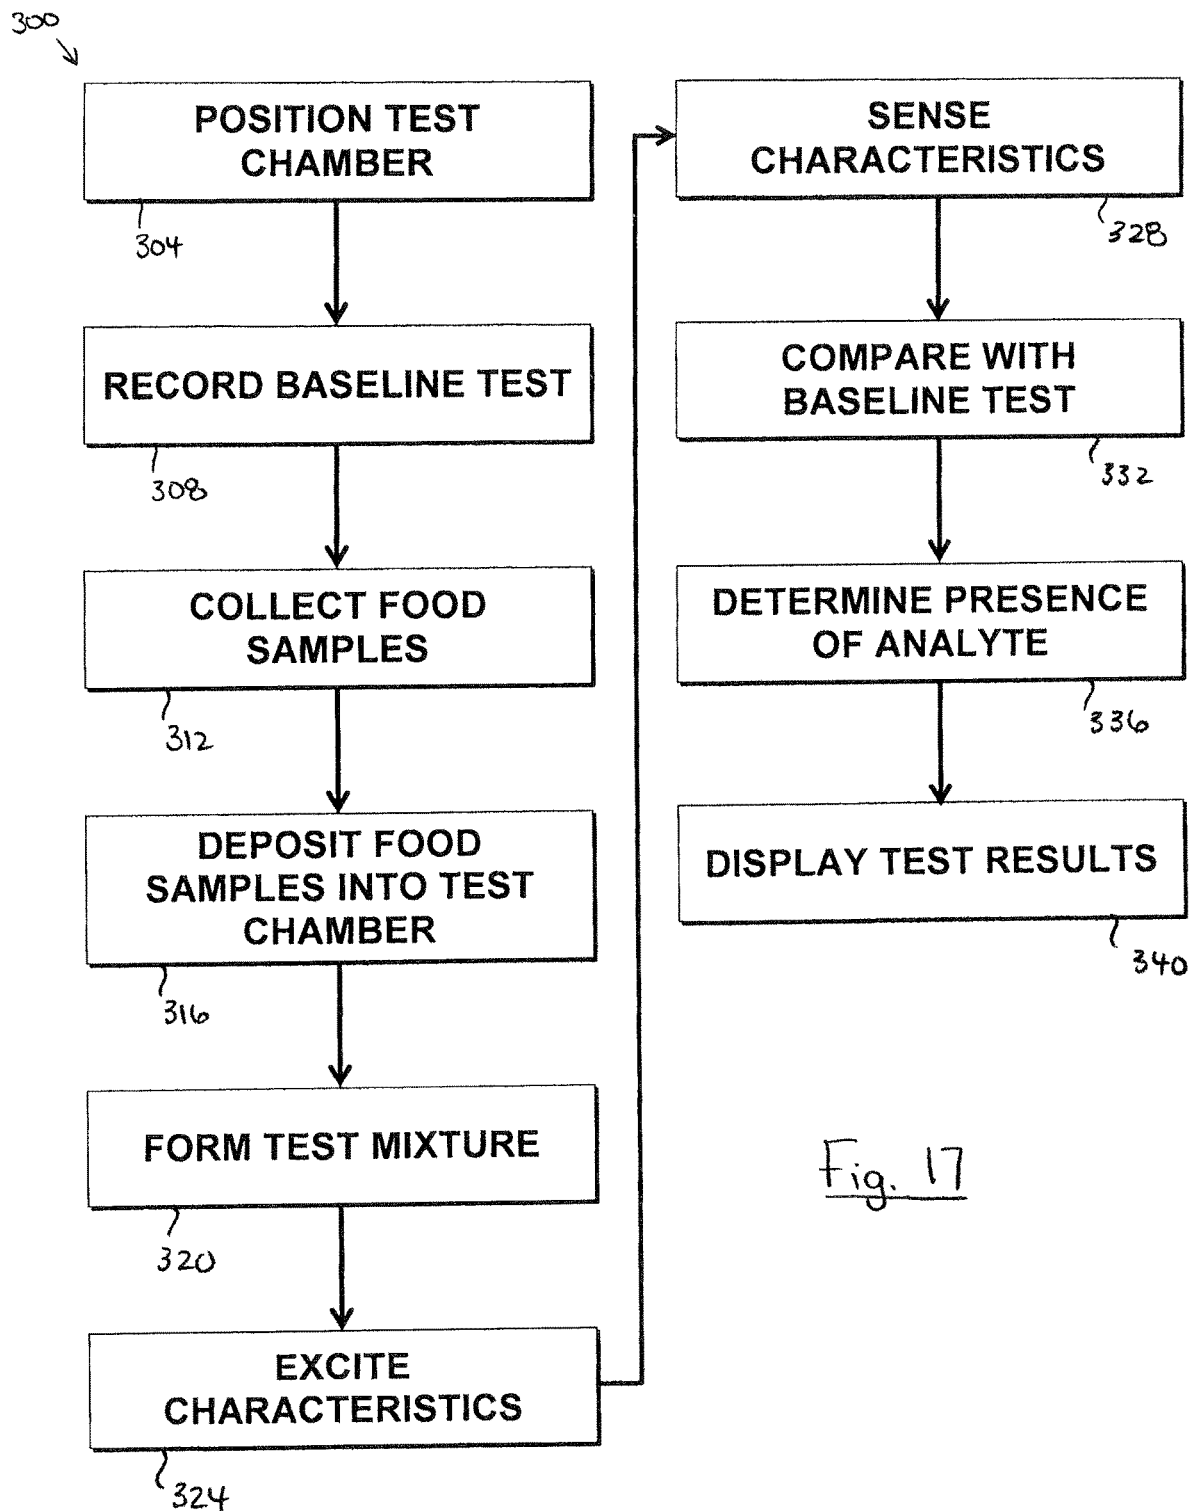 300
POSITION TEST
CHAMBER
304
RECORD BASELINE TEST
308
COLLECT FOOD
SAMPLES
312
DEPOSIT FOOD
SAMPLES INTO TEST
CHAMBER
316
FORM TEST MIXTURE
320
EXCITE
CHARACTERISTICS
324
SENSE
CHARACTERISTICS
328
COMPARE WITH
BASELINE TEST
332
DETERMINE PRESENCE
OF ANALYTE
336
DISPLAY TEST RESULTS
340
Fig. 17